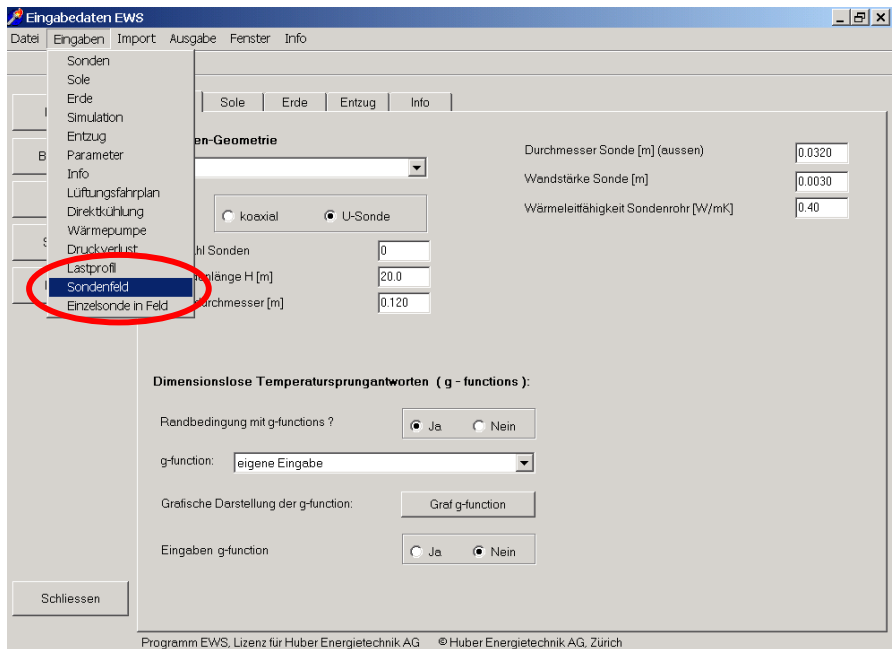 Eingabedaten EWS
Datei Eingaben Import Ausgabe Fenster Info
Sonden
Sole
Erde
Simulation
Entzug
Parameter
Info
Lüftungsfahrplan
Direktkühlung
Wärmepumpe
Druckverlust
Lastprofil
Sondenfeld
Einzelsonde in Feld
Sole Erde Entzug Info
en-Geometrie
koaxial U-Sonde
hl Sonden 0
nlänge H [m] 20.0
durchmesser [m] 0.120
Durchmesser Sonde [m] (aussen) 0.0320
Wandstärke Sonde [m] 0.0030
Wärmeleitfähigkeit Sondenrohr [W/mK] 0.40
Dimensionslose Temperatursprungantworten ( g - functions ):
Randbedingung mit g-functions ? Ja Nein
g-function: eigene Eingabe
Grafische Darstellung der g-function: Graf g-function
Eingaben g-function Ja Nein
Schliessen
Programm EWS, Lizenz für Huber Energietechnik AG © Huber Energietechnik AG, Zürich